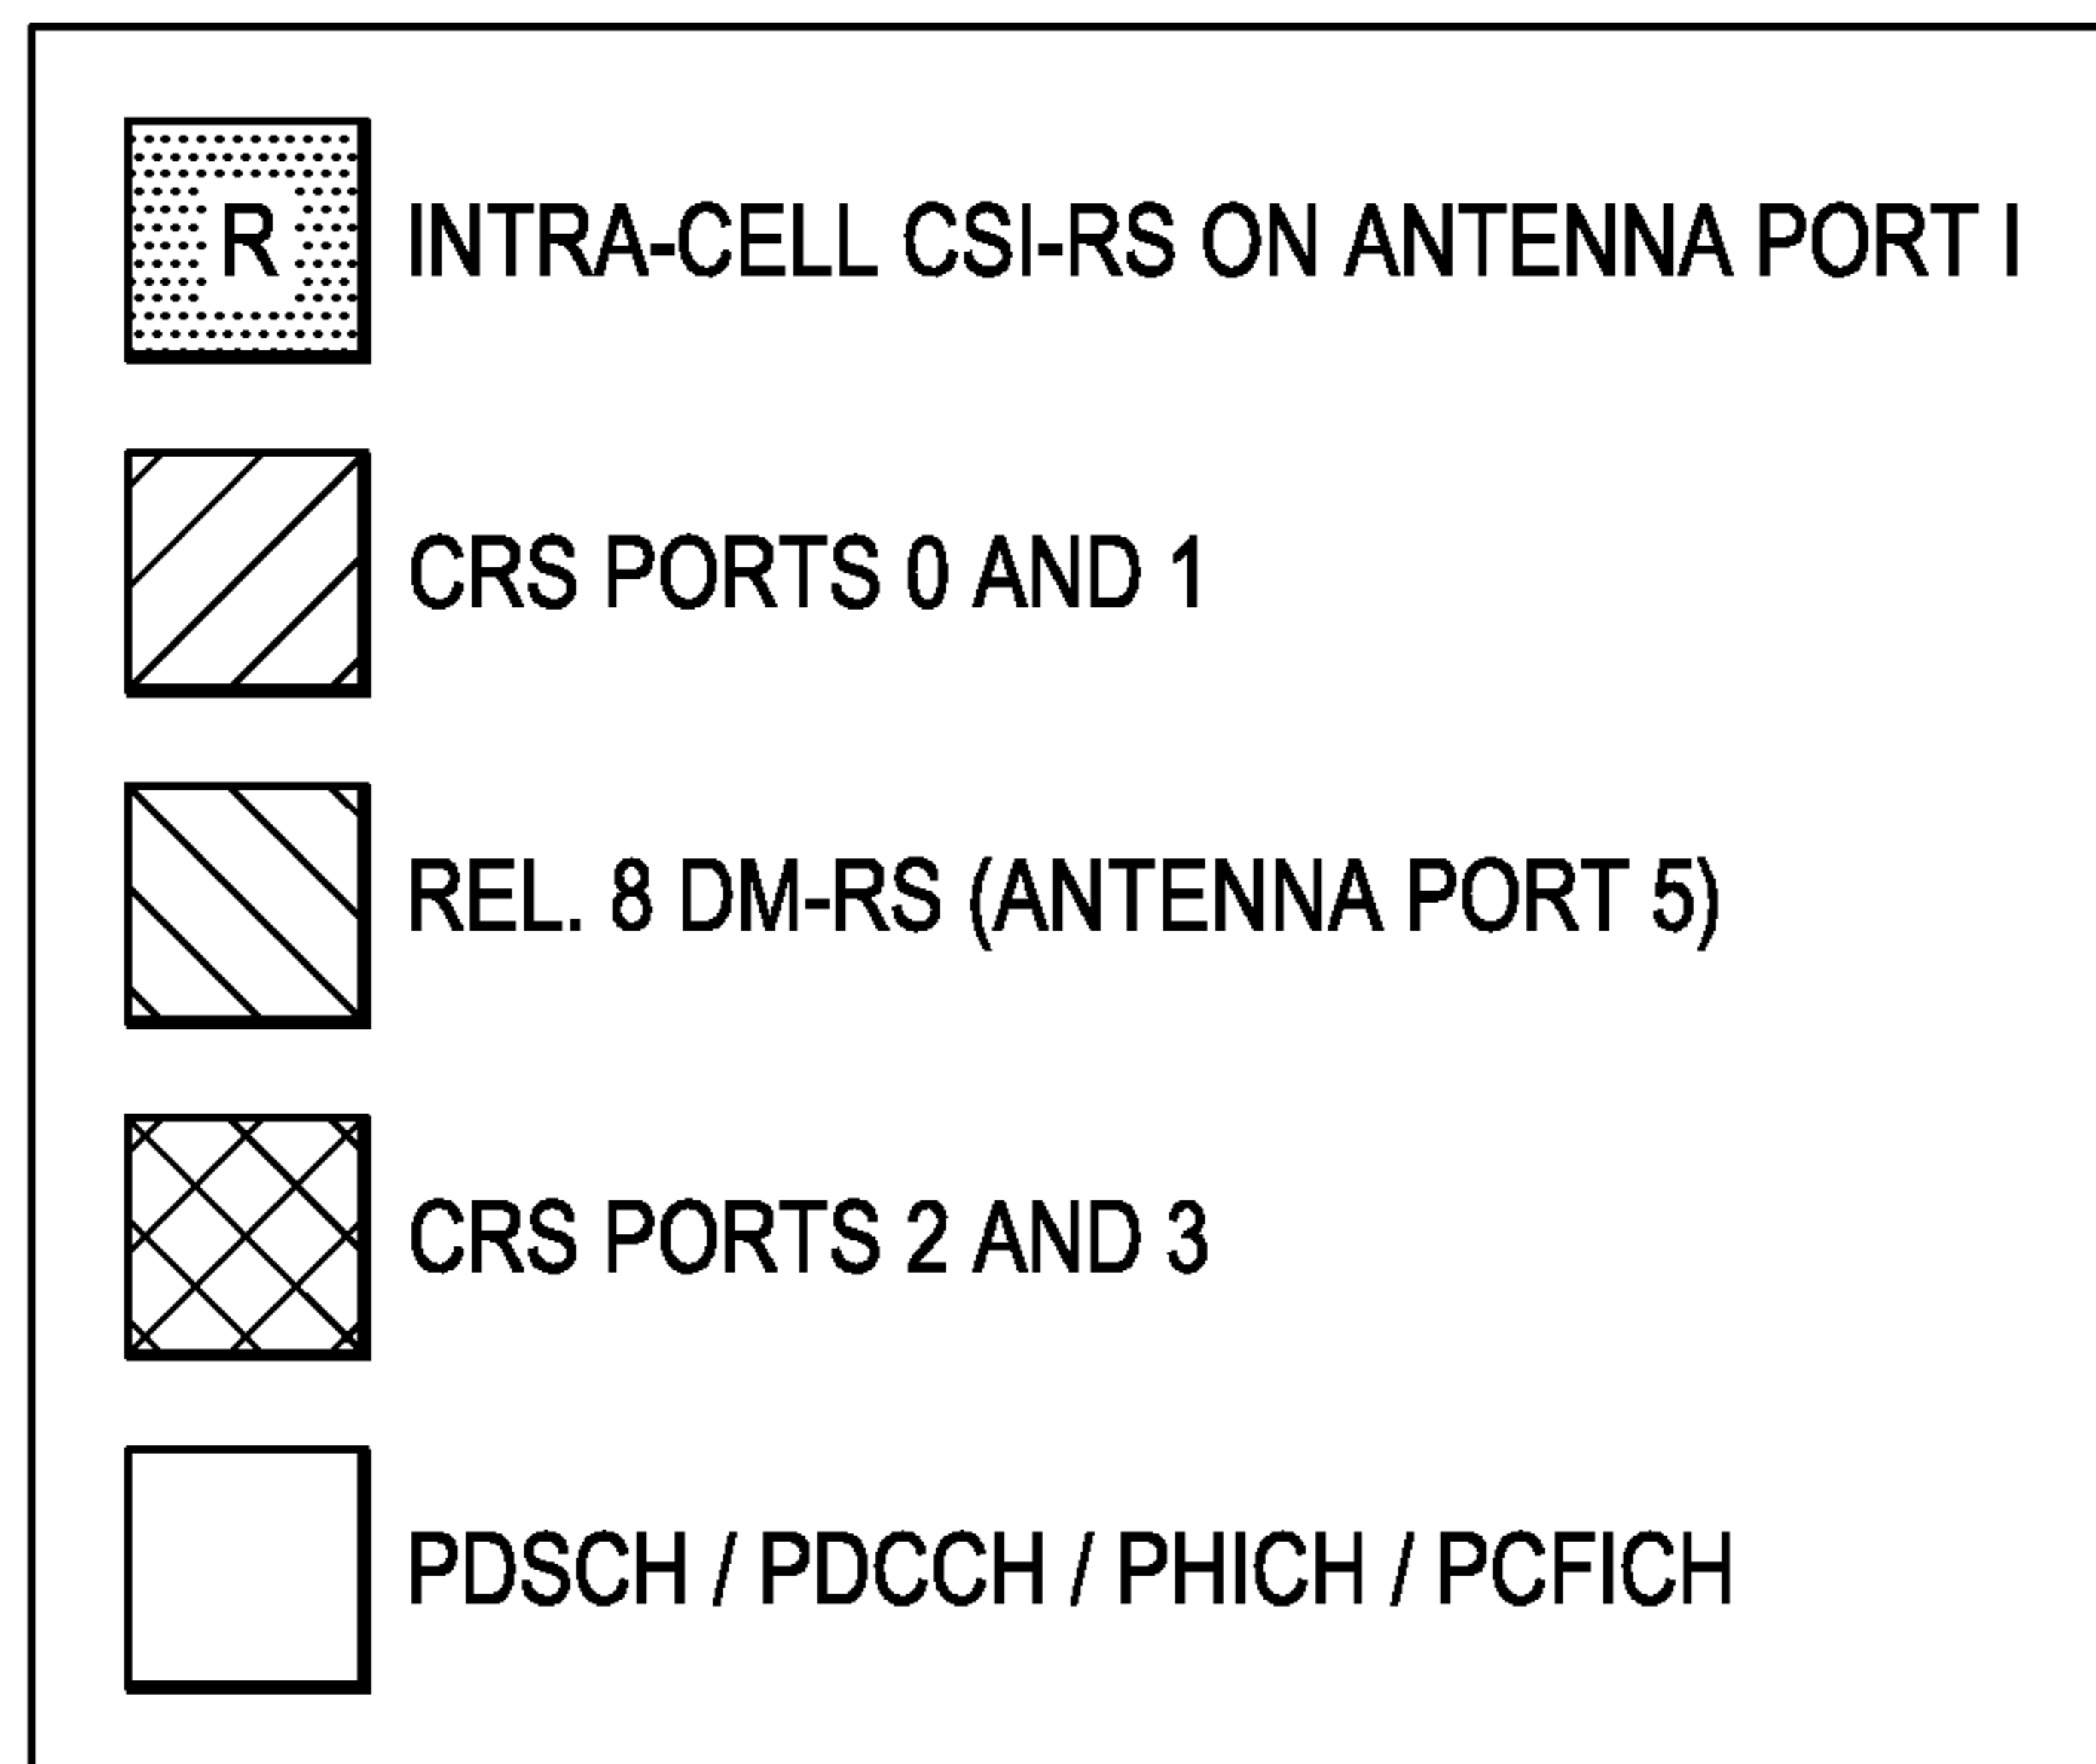 R INTRA-CELL CSI-RS ON ANTENNA PORT I
CRS PORTS 0 AND 1
REL. 8 DM-RS (ANTENNA PORT 5)
CRS PORTS 2 AND 3
PDSCH / PDCCH / PHICH / PCFICH